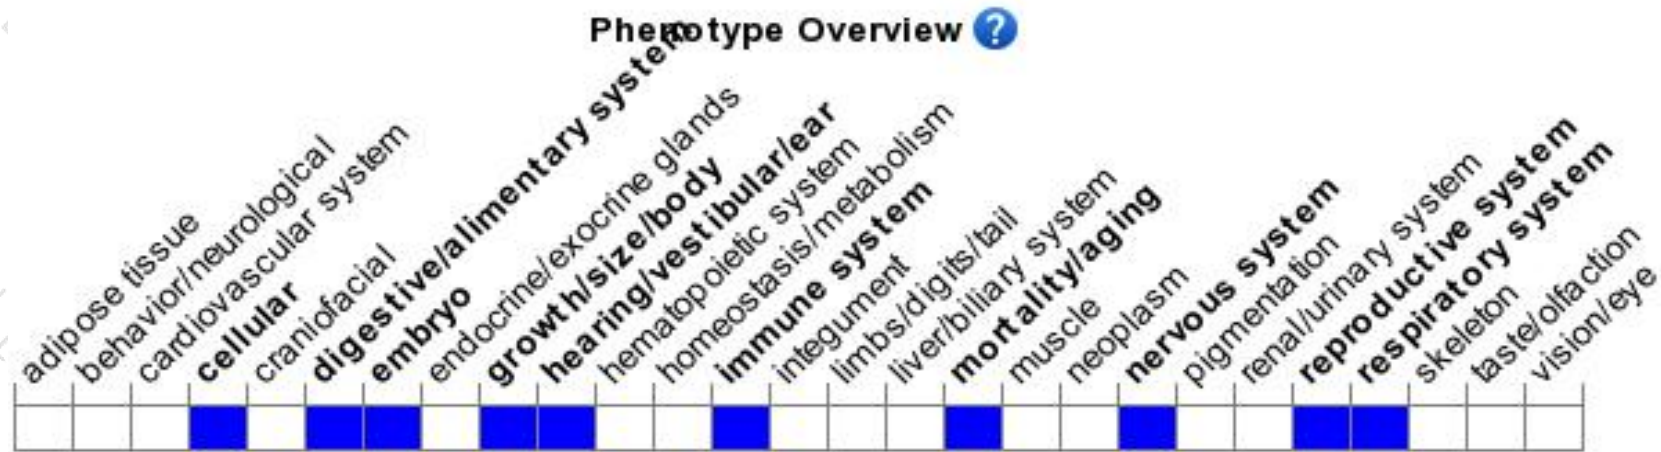 Phenotype Overview ?
adipose tissue
behavior/neurological
cardiovascular system
cellular
craniofacial
digestive/alimentary system
embryo
endocrine/exocrine glands
growth/size/body
hearing/vestibular/ear
hematopoietic system
homeostasis/metabolism
immune system
integument
limbs/digits/tail
liver/biliary system
mortality/aging
muscle
neoplasm
nervous system
pigmentation
renal/urinary system
reproductive system
respiratory system
skeleton
taste/olfaction
vision/eye